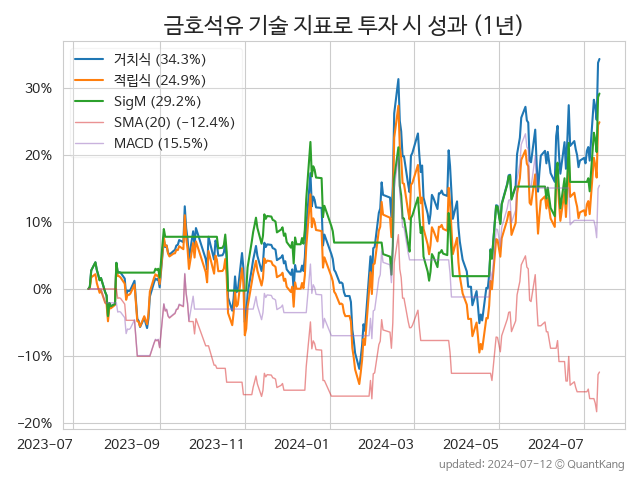 금호석유 기술 지표로 투자 시 성과 (1년)
거치식 (34.3%)
적립식 (24.9%)
SigM (29.2%)
SMA(20) (-12.4%)
MACD (15.5%)
30%
20%
10%
0%
-10%
-20%
2023-07 2023-09 2023-11 2024-01 2024-03 2024-05 2024-07
updated: 2024-07-12 © QuantKang